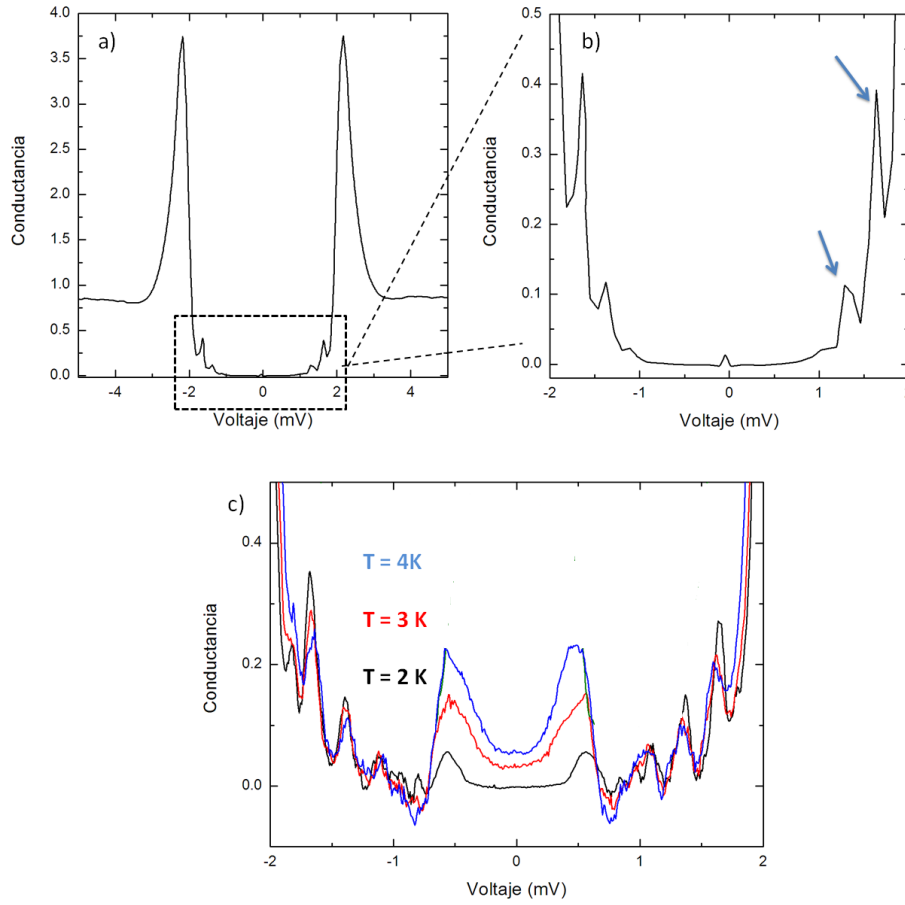 a)
4.0
3.5
3.0
2.5
2.0
1.5
1.0
0.5
0.0
Conductancia
-4 -2 0 2 4
Voltaje (mV)
b)
0.5
0.4
0.3
0.2
0.1
0.0
Conductancia
-2 -1 0 1 2
Voltaje (mV)
c)
0.4
0.2
0.0
Conductancia
T = 4K
T = 3 K
T = 2 K
-2 -1 0 1 2
Voltaje (mV)